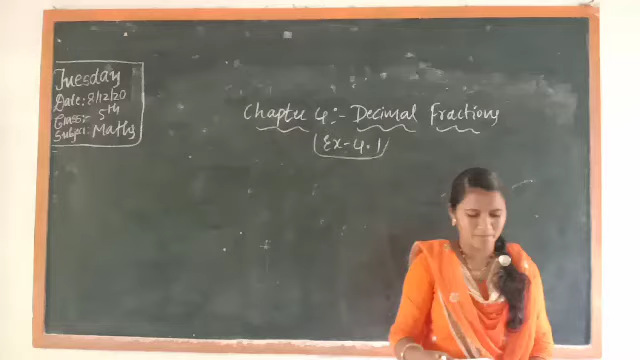 Tuesday
Date: 8/12/20
Class:- 5th
Subject: Maths
Chapter 4:- Decimal Fractions
(Ex-4.1)